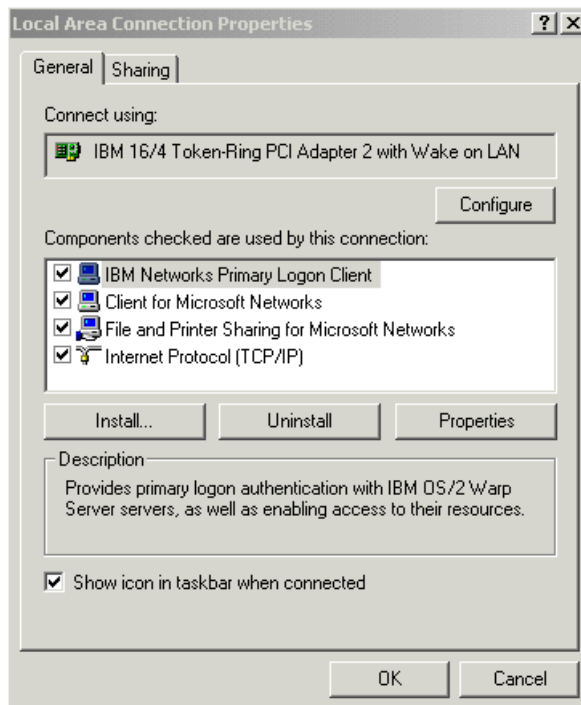 Local Area Connection Properties
General
Sharing
Connect using:
IBM 16/4 Token-Ring PCI Adapter 2 with Wake on LAN
Configure
Components checked are used by this connection:
IBM Networks Primary Logon Client
Client for Microsoft Networks
File and Printer Sharing for Microsoft Networks
Internet Protocol (TCP/IP)
Install...
Uninstall
Properties
Description
Provides primary logon authentication with IBM OS/2 Warp
Server servers, as well as enabling access to their resources.
Show icon in taskbar when connected
OK
Cancel